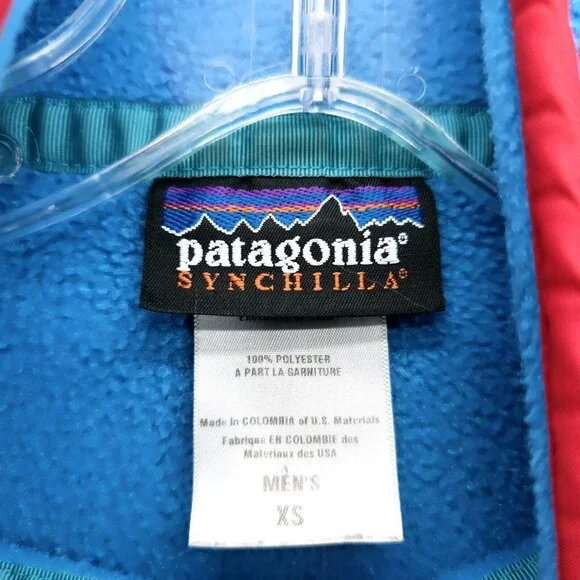 patagonia®
SYNCHILLA®
100% POLYESTER
A PART LA GARNITURE
Made in COLOMBIA of U.S. Materials
Fabriqué EN COLOMBIE des
Materiaux des USA
MEN'S
XS